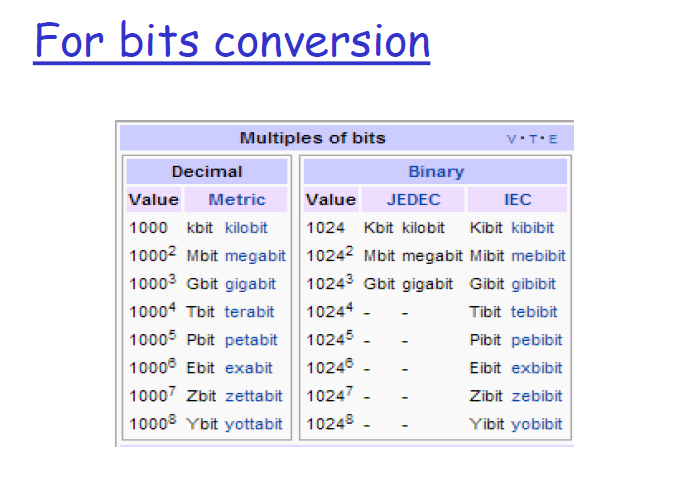 For bits conversion
Multiple of bits V · T · E
Decimal Binary
Value Metric Value JEDEC IEC
1000 kbit kilobit 1024 Kbit kilobit Kibit kibibit
1000² Mbit megabit 1024² Mbit megabit Mibit mebibit
1000³ Gbit gigabit 1024³ Gbit gigabit Gibit gibibit
1000⁴ Tbit terabit 1024⁴ - - Tibit tebibit
1000⁵ Pbit petabit 1024⁵ - - Pibit pebibit
1000⁶ Ebit exabit 1024⁶ - - Eibit exbibit
1000⁷ Zbit zettabit 1024⁷ - - Zibit zebibit
1000⁸ Ybit yottabit 1024⁸ - - Yibit yobibit